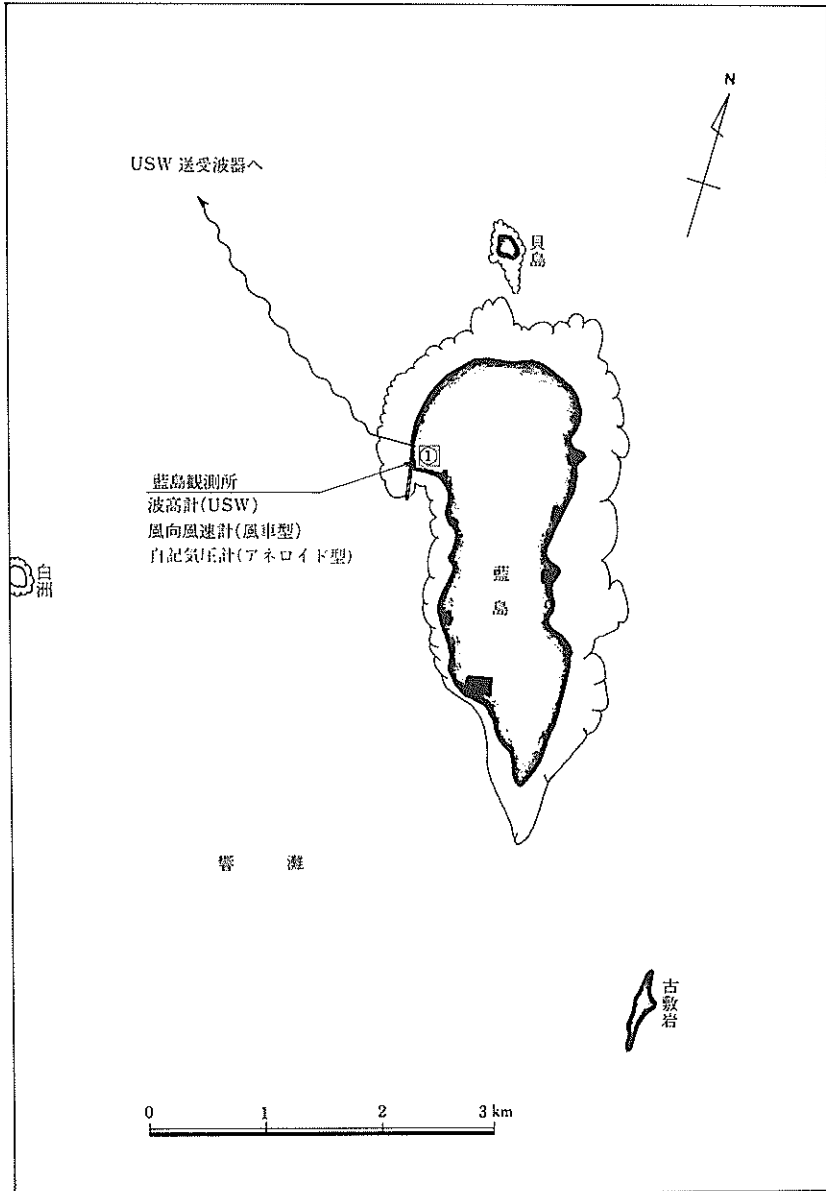 N
USW 送受波器へ
貝島
①
藍島観測所
波高計(USW)
風向風速計(風車型)
自記気圧計(アネロイド型)
白洲
藍島
響灘
古敷岩
0 1 2 3 km